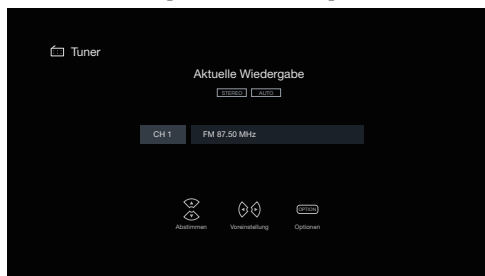 Tuner
Aktuelle Wiedergabe
STEREO AUTO
CH 1 FM 87.50 MHz
OPTION
Abstimmen Voreinstellung Optionen